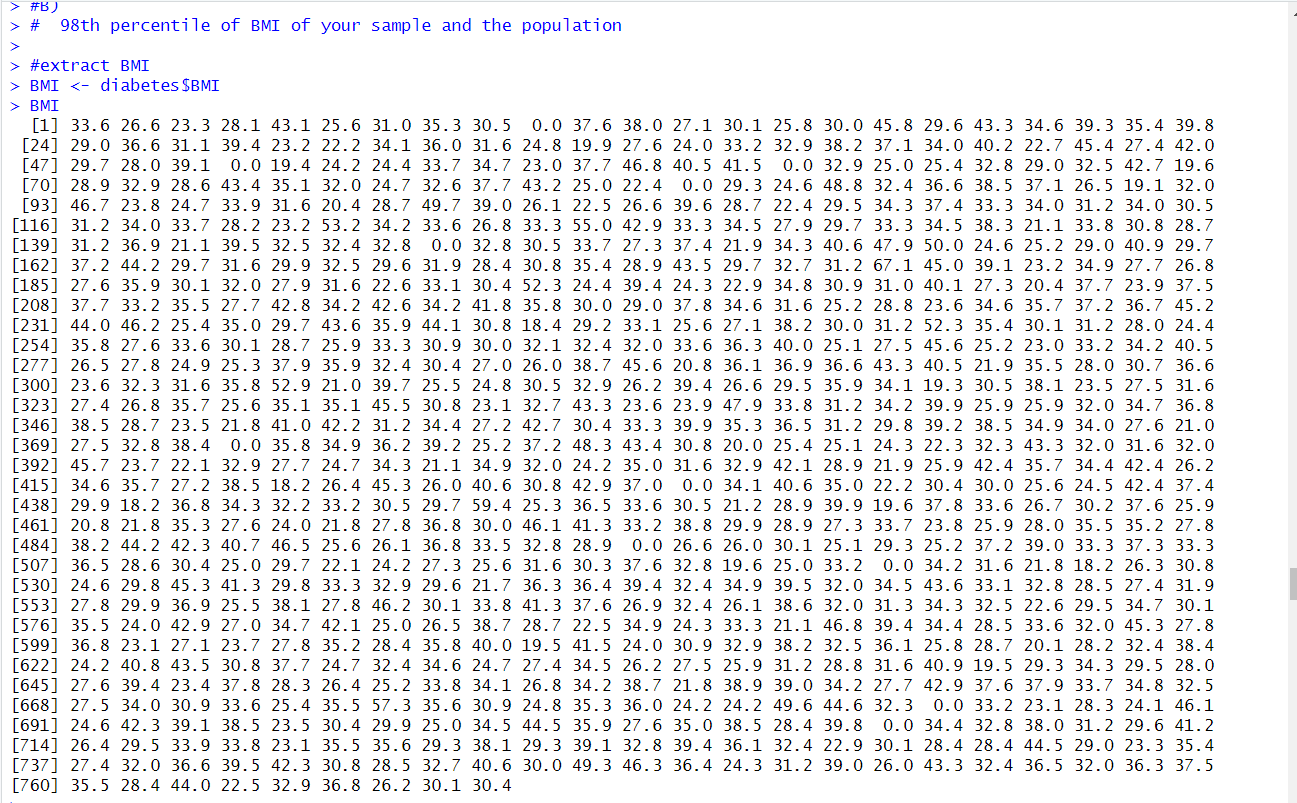 > #B)
> #  98th percentile of BMI of your sample and the population
>
> #extract BMI
> BMI <- diabetes$BMI
> BMI
  [1] 33.6 26.6 23.3 28.1 43.1 25.6 31.0 35.3 30.5  0.0 37.6 38.0 27.1 30.1 25.8 30.0 45.8 29.6 43.3 34.6 39.3 35.4 39.8
 [24] 29.0 36.6 31.1 39.4 23.2 22.2 34.1 36.0 31.6 24.8 19.9 27.6 24.0 33.2 32.9 38.2 37.1 34.0 40.2 22.7 45.4 27.4 42.0
 [47] 29.7 28.0 39.1  0.0 19.4 24.2 24.4 33.7 34.7 23.0 37.7 46.8 40.5 41.5  0.0 32.9 25.0 25.4 32.8 29.0 32.5 42.7 19.6
 [70] 28.9 32.9 28.6 43.4 35.1 32.0 24.7 32.6 37.7 43.2 25.0 22.4  0.0 29.3 24.6 48.8 32.4 36.6 38.5 37.1 26.5 19.1 32.0
 [93] 46.7 23.8 24.7 33.9 31.6 20.4 28.7 49.7 39.0 26.1 22.5 26.6 39.6 28.7 22.4 29.5 34.3 37.4 33.3 34.0 31.2 34.0 30.5
[116] 31.2 34.0 33.7 28.2 23.2 53.2 34.2 33.6 26.8 33.3 55.0 42.9 33.3 34.5 27.9 29.7 33.3 34.5 38.3 21.1 33.8 30.8 28.7
[139] 31.2 36.9 21.1 39.5 32.5 32.4 32.8  0.0 32.8 30.5 33.7 27.3 37.4 21.9 34.3 40.6 47.9 50.0 24.6 25.2 29.0 40.9 29.7
[162] 37.2 44.2 29.7 31.6 29.9 32.5 29.6 31.9 28.4 30.8 35.4 28.9 43.5 29.7 32.7 31.2 67.1 45.0 39.1 23.2 34.9 27.7 26.8
[185] 27.6 35.9 30.1 32.0 27.9 31.6 22.6 33.1 30.4 52.3 24.4 39.4 24.3 22.9 34.8 30.9 31.0 40.1 27.3 20.4 37.7 23.9 37.5
[208] 37.7 33.2 35.5 27.7 42.8 34.2 42.6 34.2 41.8 35.8 30.0 29.0 37.8 34.6 31.6 25.2 28.8 23.6 34.6 35.7 37.2 36.7 45.2
[231] 44.0 46.2 25.4 35.0 29.7 43.6 35.9 44.1 30.8 18.4 29.2 33.1 25.6 27.1 38.2 30.0 31.2 52.3 35.4 30.1 31.2 28.0 24.4
[254] 35.8 27.6 33.6 30.1 28.7 25.9 33.3 30.9 30.0 32.1 32.4 32.0 33.6 36.3 40.0 25.1 27.5 45.6 25.2 23.0 33.2 34.2 40.5
[277] 26.5 27.8 24.9 25.3 37.9 35.9 32.4 30.4 27.0 26.0 38.7 45.6 20.8 36.1 36.9 36.6 43.3 40.5 21.9 35.5 28.0 30.7 36.6
[300] 23.6 32.3 31.6 35.8 52.9 21.0 39.7 25.5 24.8 30.5 32.9 26.2 39.4 26.6 29.5 35.9 34.1 19.3 30.5 38.1 23.5 27.5 31.6
[323] 27.4 26.8 35.7 25.6 35.1 35.1 45.5 30.8 23.1 32.7 43.3 23.6 23.9 47.9 33.8 31.2 34.2 39.9 25.9 25.9 32.0 34.7 36.8
[346] 38.5 28.7 23.5 21.8 41.0 42.2 31.2 34.4 27.2 42.7 30.4 33.3 39.9 35.3 36.5 31.2 29.8 39.2 38.5 34.9 34.0 27.6 21.0
[369] 27.5 32.8 38.4  0.0 35.8 34.9 36.2 39.2 25.2 37.2 48.3 43.4 30.8 20.0 25.4 25.1 24.3 22.3 32.3 43.3 32.0 31.6 32.0
[392] 45.7 23.7 22.1 32.9 27.7 24.7 34.3 21.1 34.9 32.0 24.2 35.0 31.6 32.9 42.1 28.9 21.9 25.9 42.4 35.7 34.4 42.4 26.2
[415] 34.6 35.7 27.2 38.5 18.2 26.4 45.3 26.0 40.6 30.8 42.9 37.0  0.0 34.1 40.6 35.0 22.2 30.4 30.0 25.6 24.5 42.4 37.4
[438] 29.9 18.2 36.8 34.3 32.2 33.2 30.5 29.7 59.4 25.3 36.5 33.6 30.5 21.2 28.9 39.9 19.6 37.8 33.6 26.7 30.2 37.6 25.9
[461] 20.8 21.8 35.3 27.6 24.0 21.8 27.8 36.8 30.0 46.1 41.3 33.2 38.8 29.9 28.9 27.3 33.7 23.8 25.9 28.0 35.5 35.2 27.8
[484] 38.2 44.2 42.3 40.7 46.5 25.6 26.1 36.8 33.5 32.8 28.9  0.0 26.6 26.0 30.1 25.1 29.3 25.2 37.2 39.0 33.3 37.3 33.3
[507] 36.5 28.6 30.4 25.0 29.7 22.1 24.2 27.3 25.6 31.6 30.3 37.6 32.8 19.6 25.0 33.2  0.0 34.2 31.6 21.8 18.2 26.3 30.8
[530] 24.6 29.8 45.3 41.3 29.8 33.3 32.9 29.6 21.7 36.3 36.4 39.4 32.4 34.9 39.5 32.0 34.5 43.6 33.1 32.8 28.5 27.4 31.9
[553] 27.8 29.9 36.9 25.5 38.1 27.8 46.2 30.1 33.8 41.3 37.6 26.9 32.4 26.1 38.6 32.0 31.3 34.3 32.5 22.6 29.5 34.7 30.1
[576] 35.5 24.0 42.9 27.0 34.7 42.1 25.0 26.5 38.7 28.7 22.5 34.9 24.3 33.3 21.1 46.8 39.4 34.4 28.5 33.6 32.0 45.3 27.8
[599] 36.8 23.1 27.1 23.7 27.8 35.2 28.4 35.8 40.0 19.5 41.5 24.0 30.9 32.9 38.2 32.5 36.1 25.8 28.7 20.1 28.2 32.4 38.4
[622] 24.2 40.8 43.5 30.8 37.7 24.7 32.4 34.6 24.7 27.4 34.5 26.2 27.5 25.9 31.2 28.8 31.6 40.9 19.5 29.3 34.3 29.5 28.0
[645] 27.6 39.4 23.4 37.8 28.3 26.4 25.2 33.8 34.1 26.8 34.2 38.7 21.8 38.9 39.0 34.2 27.7 42.9 37.6 37.9 33.7 34.8 32.5
[668] 27.5 34.0 30.9 33.6 25.4 35.5 57.3 35.6 30.9 24.8 35.3 36.0 24.2 24.2 49.6 44.6 32.3  0.0 33.2 23.1 28.3 24.1 46.1
[691] 24.6 42.3 39.1 38.5 23.5 30.4 29.9 25.0 34.5 44.5 35.9 27.6 35.0 38.5 28.4 39.8  0.0 34.4 32.8 38.0 31.2 29.6 41.2
[714] 26.4 29.5 33.9 33.8 23.1 35.5 35.6 29.3 38.1 29.3 39.1 32.8 39.4 36.1 32.4 22.9 30.1 28.4 28.4 44.5 29.0 23.3 35.4
[737] 27.4 32.0 36.6 39.5 42.3 30.8 28.5 32.7 40.6 30.0 49.3 46.3 36.4 24.3 31.2 39.0 26.0 43.3 32.4 36.5 32.0 36.3 37.5
[760] 35.5 28.4 44.0 22.5 32.9 36.8 26.2 30.1 30.4